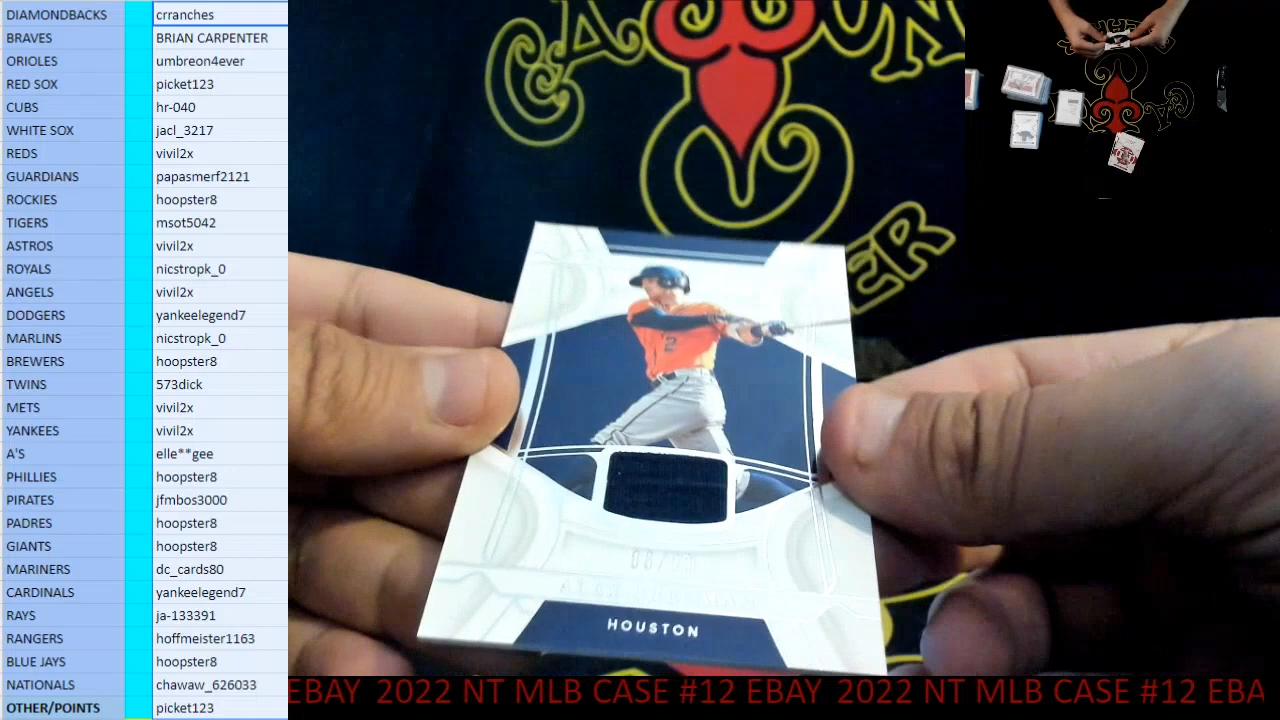 DIAMONDBACKS crranches
BRAVES BRIAN CARPENTER
ORIOLES umbreon4ever
RED SOX picket123
CUBS hr-040
WHITE SOX jacl_3217
REDS vivil2x
GUARDIANS papasmerf2121
ROCKIES hoopster8
TIGERS msot5042
ASTROS vivil2x
ROYALS nicstropk_0
ANGELS vivil2x
DODGERS yankeelegend7
MARLINS nicstropk_0
BREWERS hoopster8
TWINS 573dick
METS vivil2x
YANKEES vivil2x
A'S elle**gee
PHILLIES hoopster8
PIRATES jfmbos3000
PADRES hoopster8
GIANTS hoopster8
MARINERS dc_cards80
CARDINALS yankeelegend7
RAYS ja-133391
RANGERS hoffmeister1163
BLUE JAYS hoopster8
NATIONALS chawaw_626033
OTHER/POINTS picket123
2
HOUSTON
EBAY 2022 NT MLB CASE #12 EBAY 2022 NT MLB CASE #12 EBA